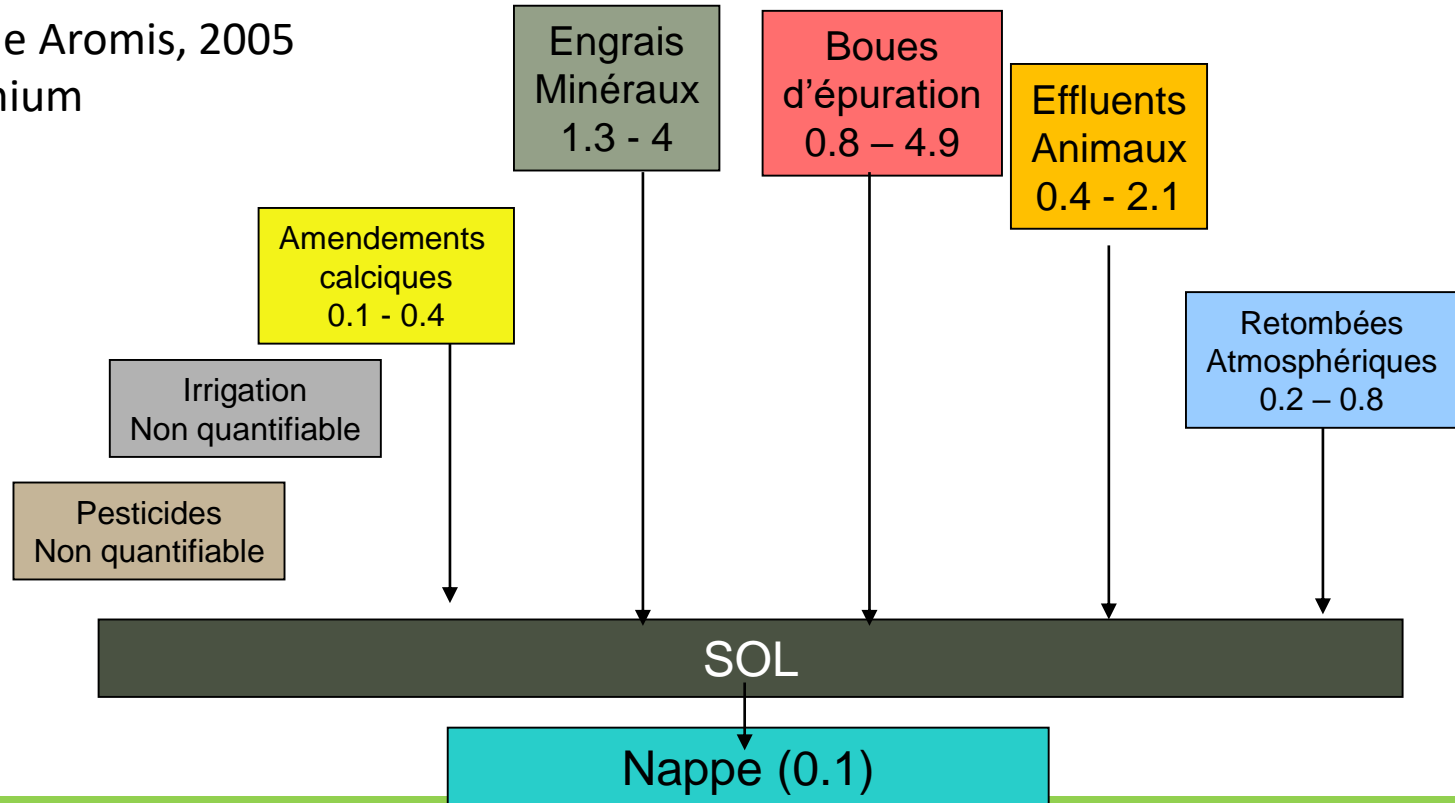 e Aromis, 2005
nium
Engrais
Minéraux
1.3 - 4
Boues
d'épuration
0.8 – 4.9
Effluents
Animaux
0.4 - 2.1
Amendements
calciques
0.1 - 0.4
Retombées
Atmosphériques
0.2 – 0.8
Irrigation
Non quantifiable
Pesticides
Non quantifiable
SOL
Nappe (0.1)